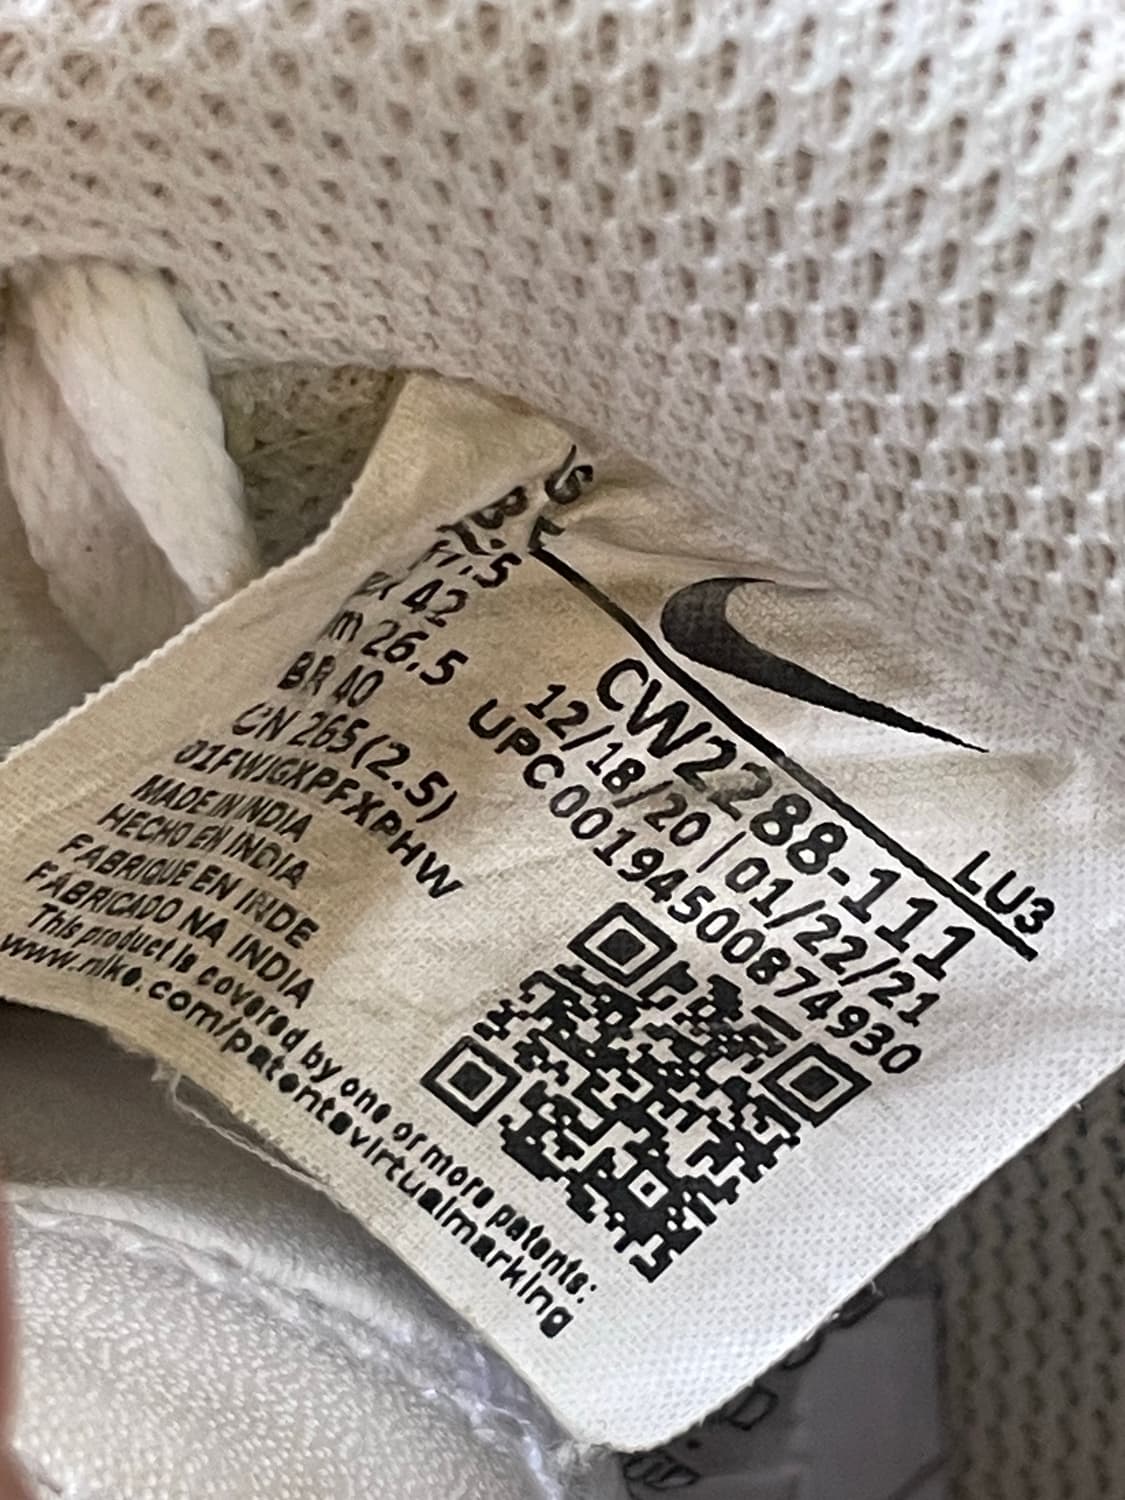 LU3
CW2288-111
12/18/20 | 01/22/21
UPC00194500874930
42
26.5
BR 40
CN 265(2.5)
01FWJGXPFXPHW
MADE IN INDIA
HECHO EN INDIA
FABRIQUE EN INDE
FABRICADO NA INDIA
This product is covered by one or more patents:
www.nike.com/patentsvirtualmarking